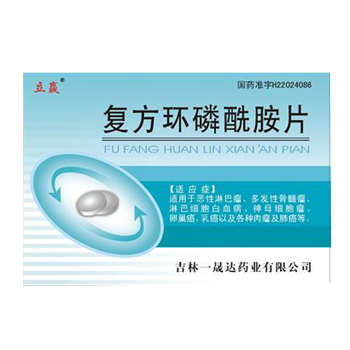 立赢®
国药准字H22024086
复方环磷酰胺片
FU FANG HUAN LIN XIAN 'AN PIAN
【适应症】
适用于恶性淋巴瘤、多发性骨髓瘤、
淋巴细胞白血病、神母细胞瘤、
卵巢癌、乳癌以及各种肉瘤及肺癌等。
吉林一晟达药业有限公司